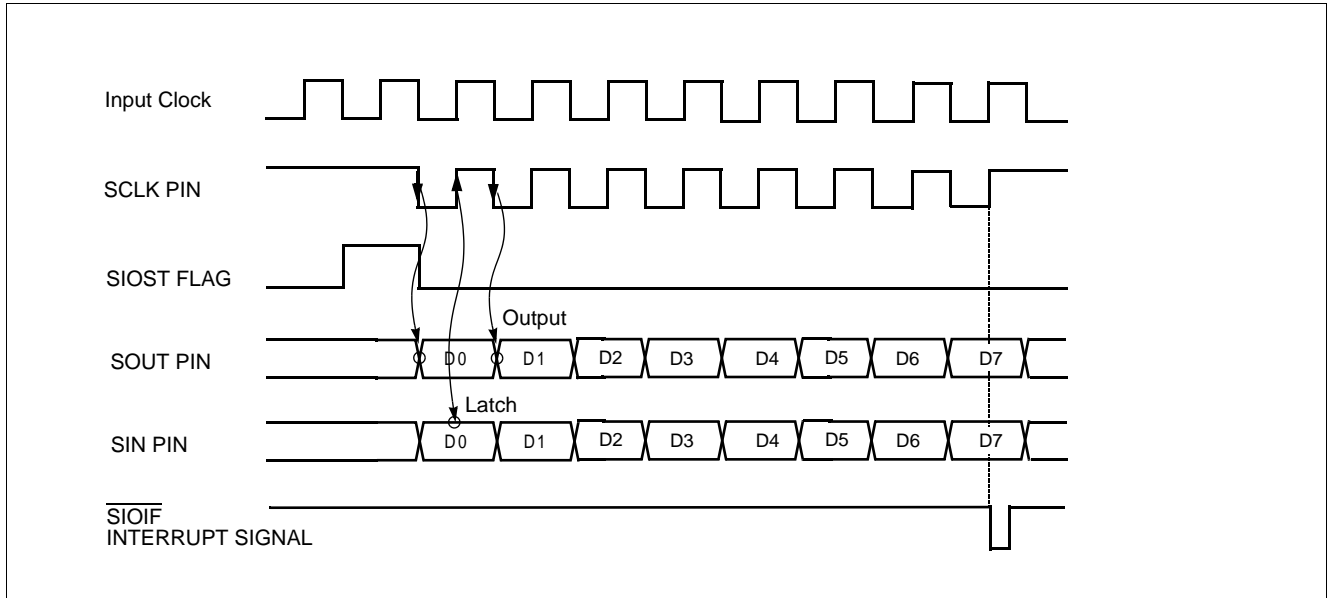 Input Clock
SCLK PIN
SIOST FLAG
Output
SOUT PIN
D0 D1 D2 D3 D4 D5 D6 D7
Latch
SIN PIN
D0 D1 D2 D3 D4 D5 D6 D7
SIOIF
INTERRUPT SIGNAL